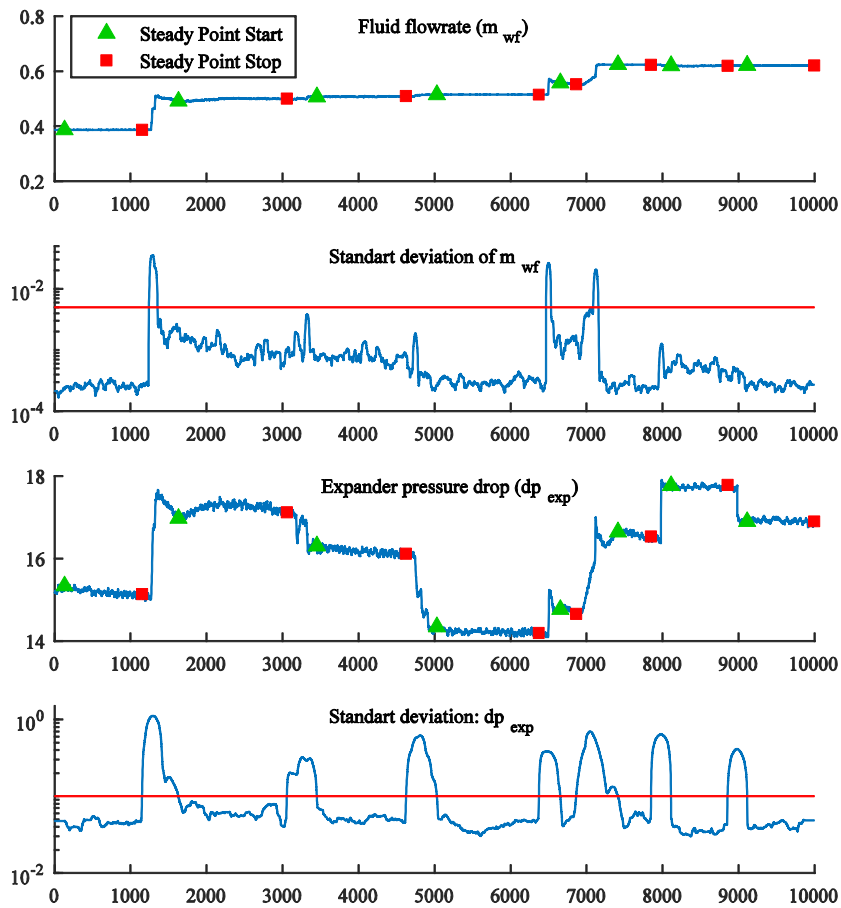 Fluid flowrate (m wf)
Steady Point Start
Steady Point Stop
0.8
0.6
0.4
0.2
0 1000 2000 3000 4000 5000 6000 7000 8000 9000 10000
Standart deviation of m wf
10-2
10-4
0 1000 2000 3000 4000 5000 6000 7000 8000 9000 10000
Expander pressure drop (dp exp)
18
16
14
0 1000 2000 3000 4000 5000 6000 7000 8000 9000 10000
Standart deviation: dp exp
100
10-2
0 1000 2000 3000 4000 5000 6000 7000 8000 9000 10000